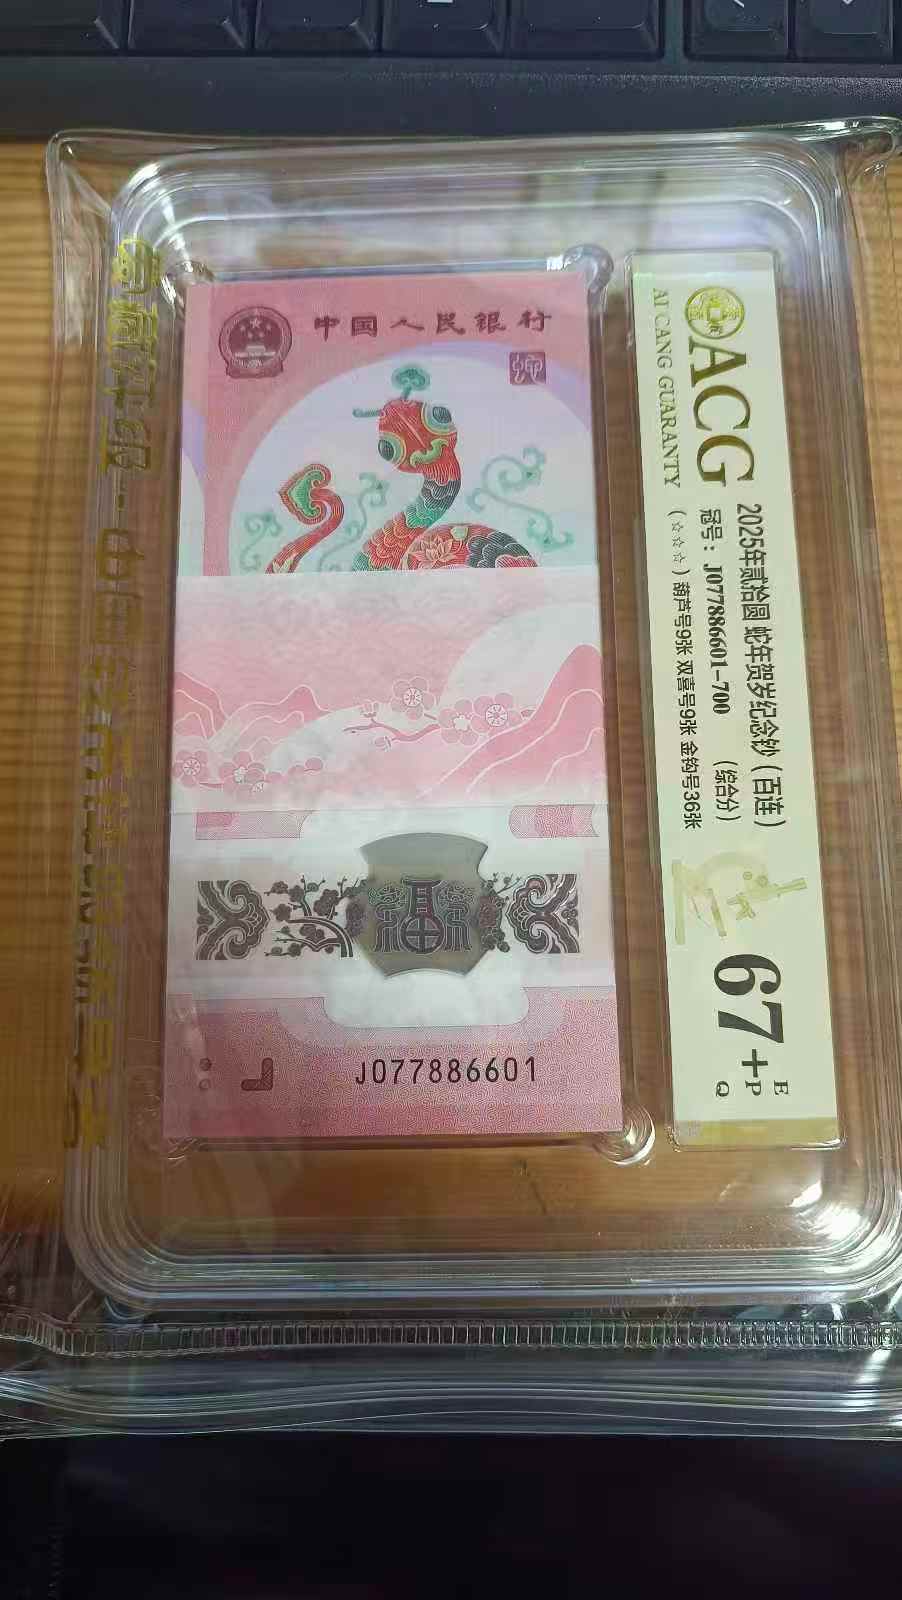 中国人民银行
福
J077886601
ACG
AI CANG GUARANTY
2025年贰拾圆 蛇年贺岁纪念钞（百连）
冠号：J077886601-700 （综合分）
（☆☆☆）葫芦号9张 双喜号9张 金钩号36张
67+
E
P
Q